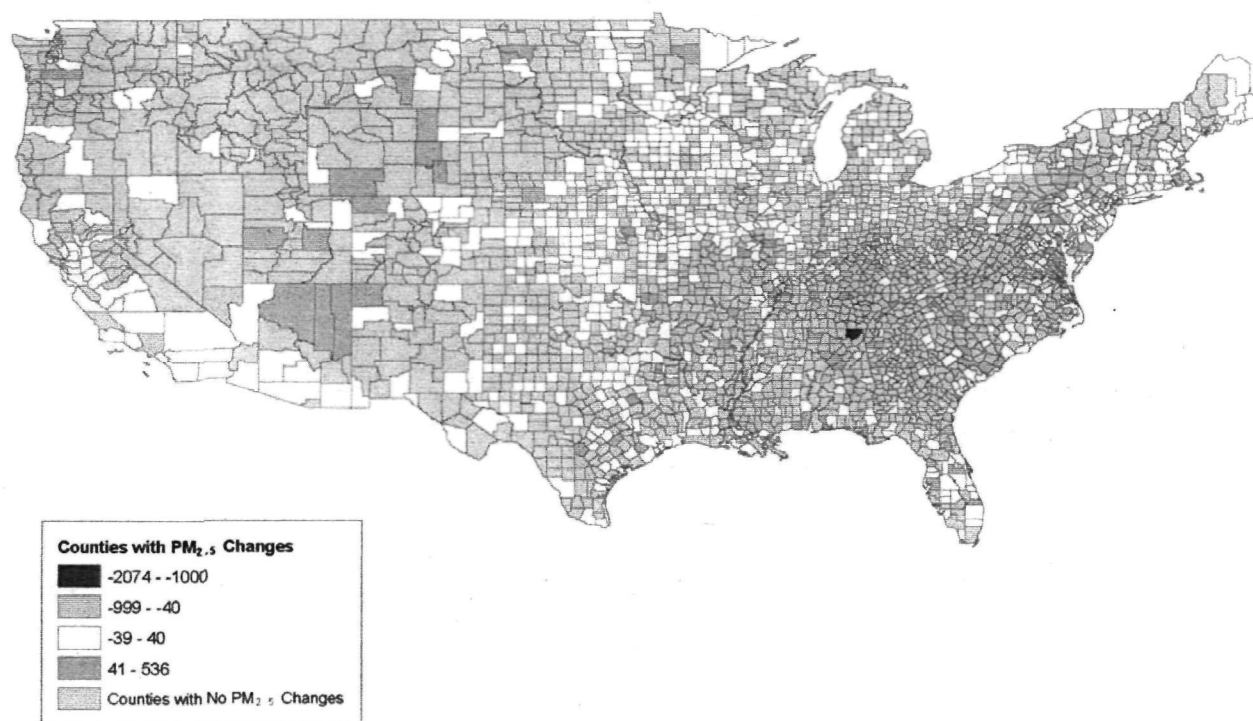 Counties with PM2.5 Changes
-2074 - -1000
-999 - -40
-39 - 40
41 - 536
Counties with No PM2.5 Changes